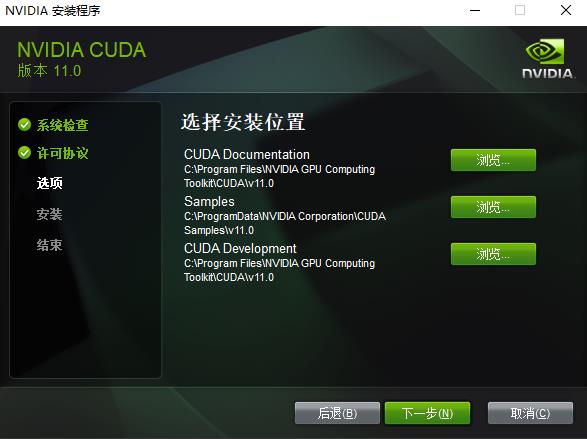 NVIDIA 安装程序
NVIDIA CUDA
版本 11.0
NVIDIA.
系统检查
许可协议
选项
安装
结束
选择安装位置
CUDA Documentation
C:\Program Files\NVIDIA GPU Computing
Toolkit\CUDA\v11.0
浏览...
Samples
C:\ProgramData\NVIDIA Corporation\CUDA
Samples\v11.0
浏览...
CUDA Development
C:\Program Files\NVIDIA GPU Computing
Toolkit\CUDA\v11.0
浏览...
后退(B)
下一步(N)
取消(C)